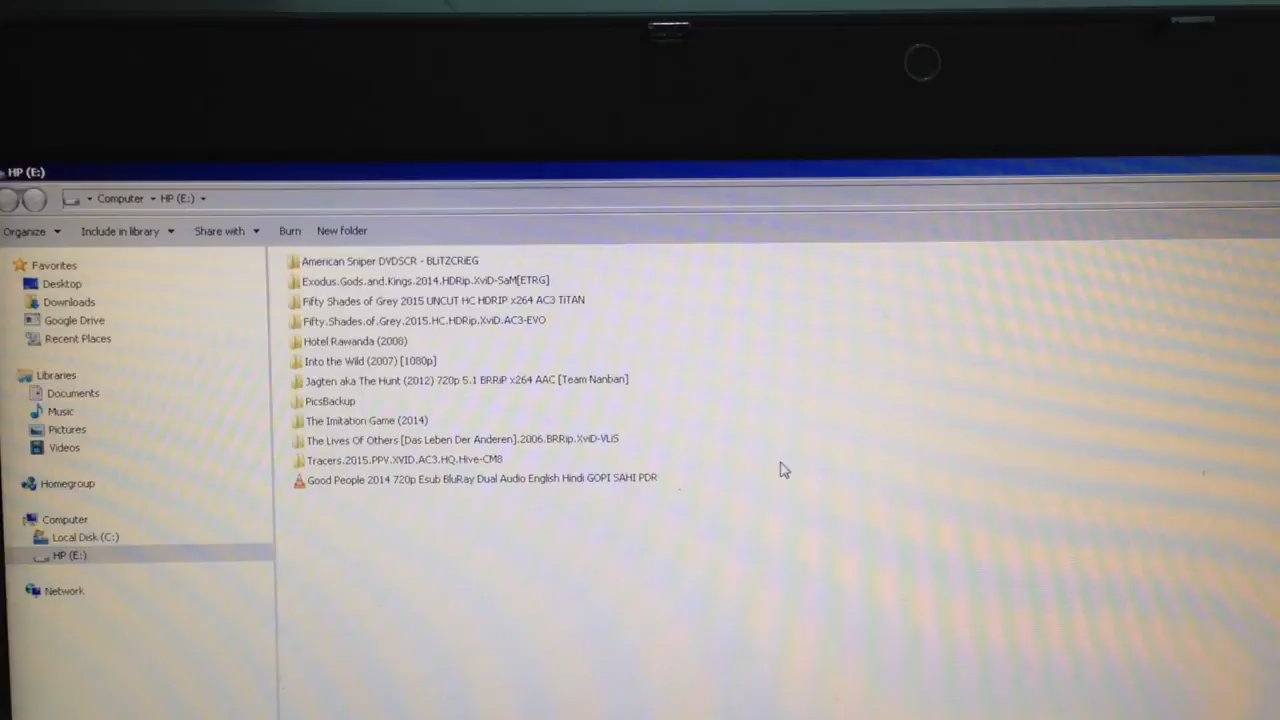 HP (E:)
Computer HP (E:)
Organize Include in library Share with Burn New folder
Favorites
Desktop
Downloads
Google Drive
Recent Places
Libraries
Documents
Music
Pictures
Videos
Homegroup
Computer
Local Disk (C:)
HP (E:)
Network
American Sniper DVDSCR - BLiTZCRiEG
Exodus.Gods.and.Kings.2014.HDRip.XviD-SaM[ETRG]
Fifty Shades of Grey 2015 UNCUT HC HDRIP x264 AC3 TiTAN
Fifty.Shades.of.Grey.2015.HC.HDRip.XviD.AC3-EVO
Hotel Rawanda (2008)
Into the Wild (2007) [1080p]
Jagten aka The Hunt (2012) 720p 5.1 BRRiP x264 AAC [Team Nanban]
PicsBackup
The Imitation Game (2014)
The Lives Of Others [Das Leben Der Anderen].2006.BRRip.XviD-VLiS
Tracers.2015.PPV.XVID.AC3.HQ.Hive-CM8
Good People 2014 720p Esub BluRay Dual Audio English Hindi GOPI SAHI PDR